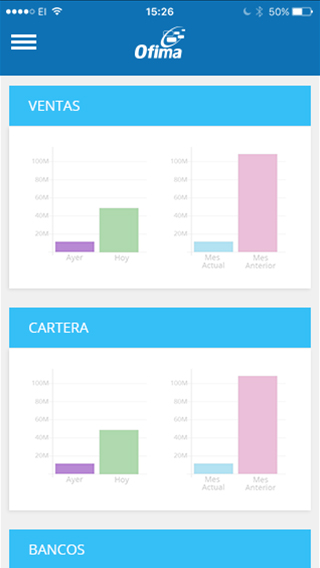 EI 15:26 50%
Ofima
VENTAS
100M 100M
80M 80M
60M 60M
40M 40M
20M 20M
Ayer Hoy Mes Mes
Actual Anterior
CARTERA
100M 100M
80M 80M
60M 60M
40M 40M
20M 20M
Ayer Hoy Mes Mes
Actual Anterior
BANCOS